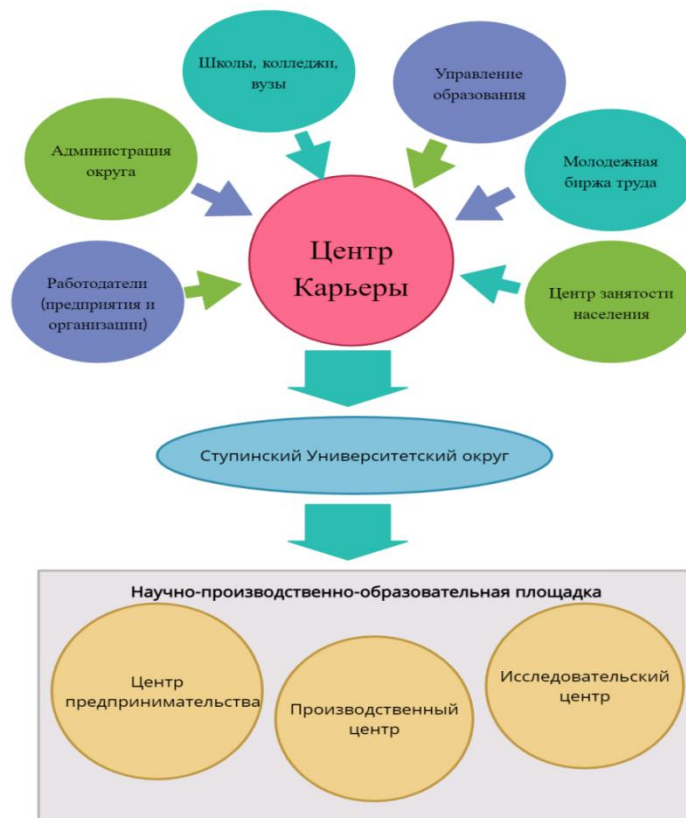 Школы, колледжи,
вузы
Управление
образования
Администрация
округа
Молодежная
биржа труда
Центр
Карьеры
Работодатели
(предприятия и
организации)
Центр занятости
населения
Ступинский Университетский округ
Научно-производственно-образовательная площадка
Центр
предпринимательства
Производственный
центр
Исследовательский
центр